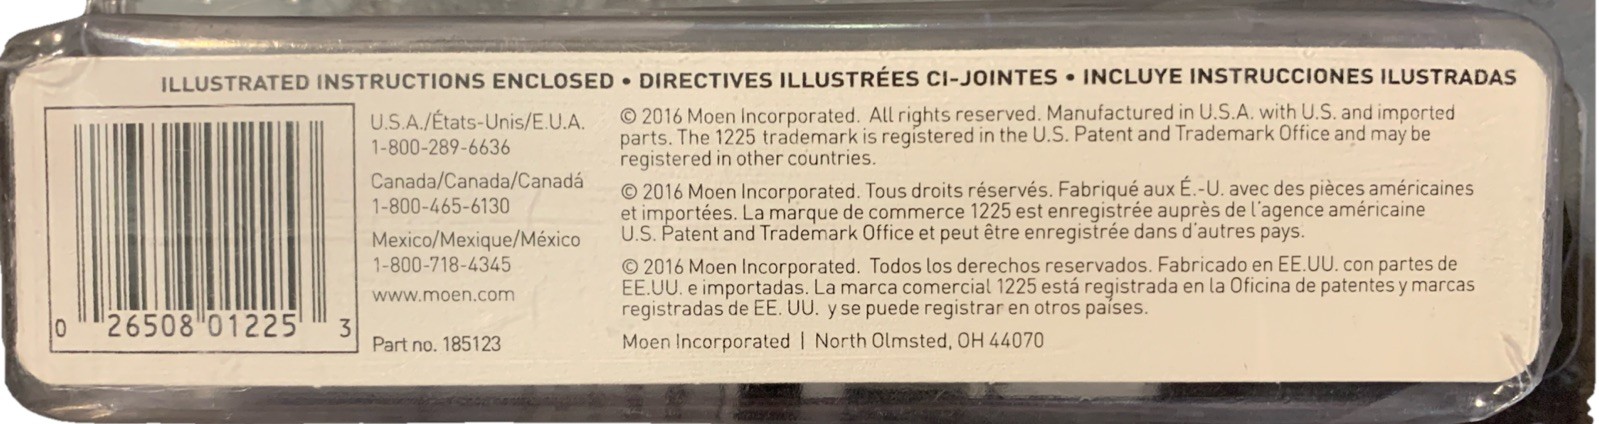 ILLUSTRATED INSTRUCTIONS ENCLOSED • DIRECTIVES ILLUSTRÉES CI-JOINTES • INCLUYE INSTRUCCIONES ILUSTRADAS
0 26508 01225 3
U.S.A./États-Unis/E.U.A.
1-800-289-6636
Canada/Canada/Canadá
1-800-465-6130
Mexico/Mexique/México
1-800-718-4345
www.moen.com
Part no. 185123
© 2016 Moen Incorporated. All rights reserved. Manufactured in U.S.A. with U.S. and imported
parts. The 1225 trademark is registered in the U.S. Patent and Trademark Office and may be
registered in other countries.
© 2016 Moen Incorporated. Tous droits réservés. Fabriqué aux É.-U. avec des pièces américaines
et importées. La marque de commerce 1225 est enregistrée auprès de l'agence américaine
U.S. Patent and Trademark Office et peut être enregistrée dans d'autres pays.
© 2016 Moen Incorporated. Todos los derechos reservados. Fabricado en EE.UU. con partes de
EE.UU. e importadas. La marca comercial 1225 está registrada en la Oficina de patentes y marcas
registradas de EE. UU. y se puede registrar en otros países.
Moen Incorporated | North Olmsted, OH 44070